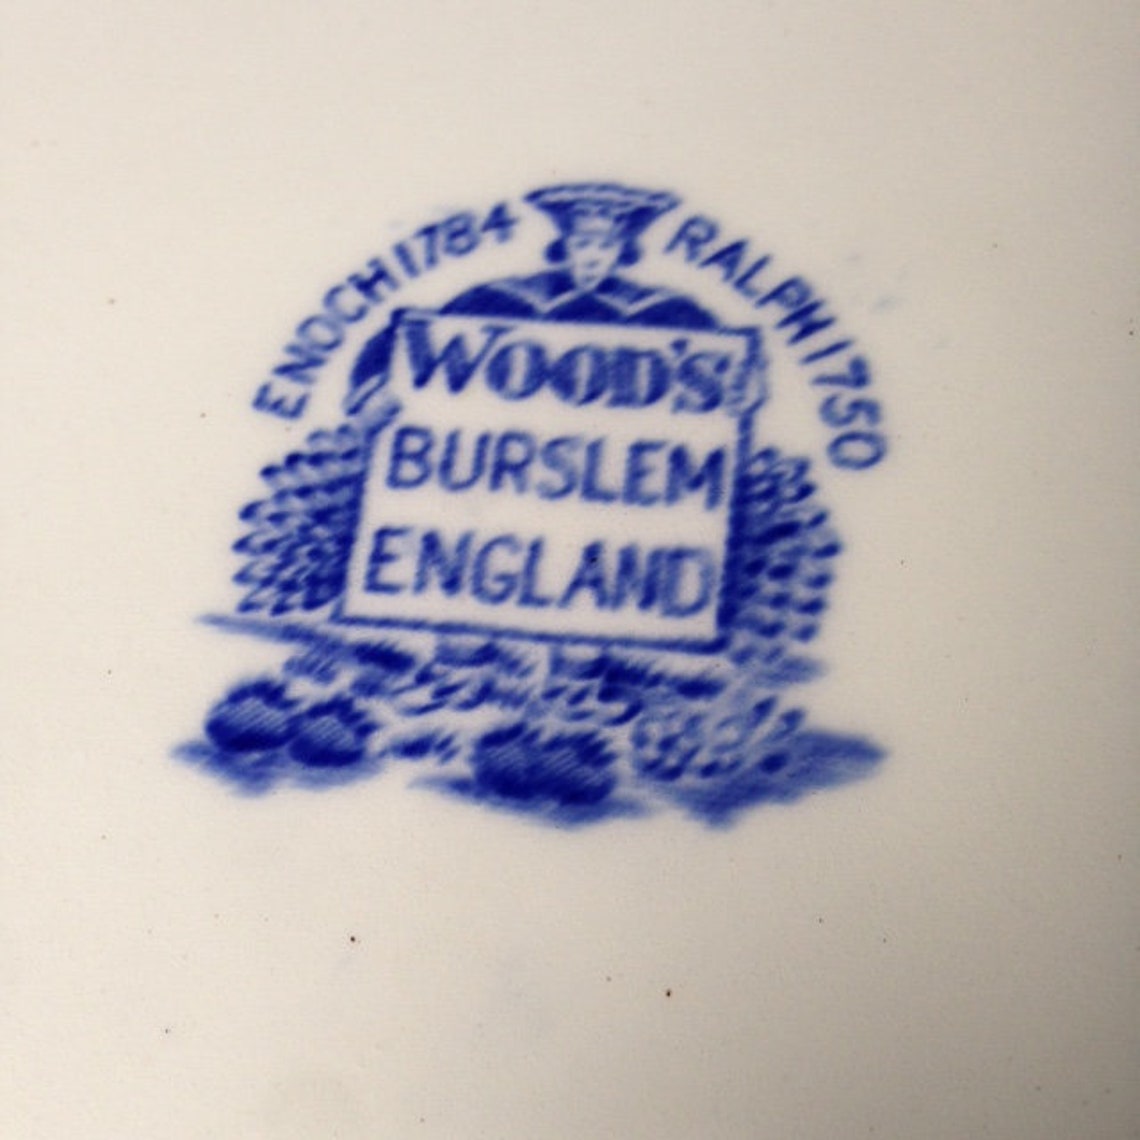 ENOCH 1784
RALPH 1750
WOOD'S
BURSLEM
ENGLAND